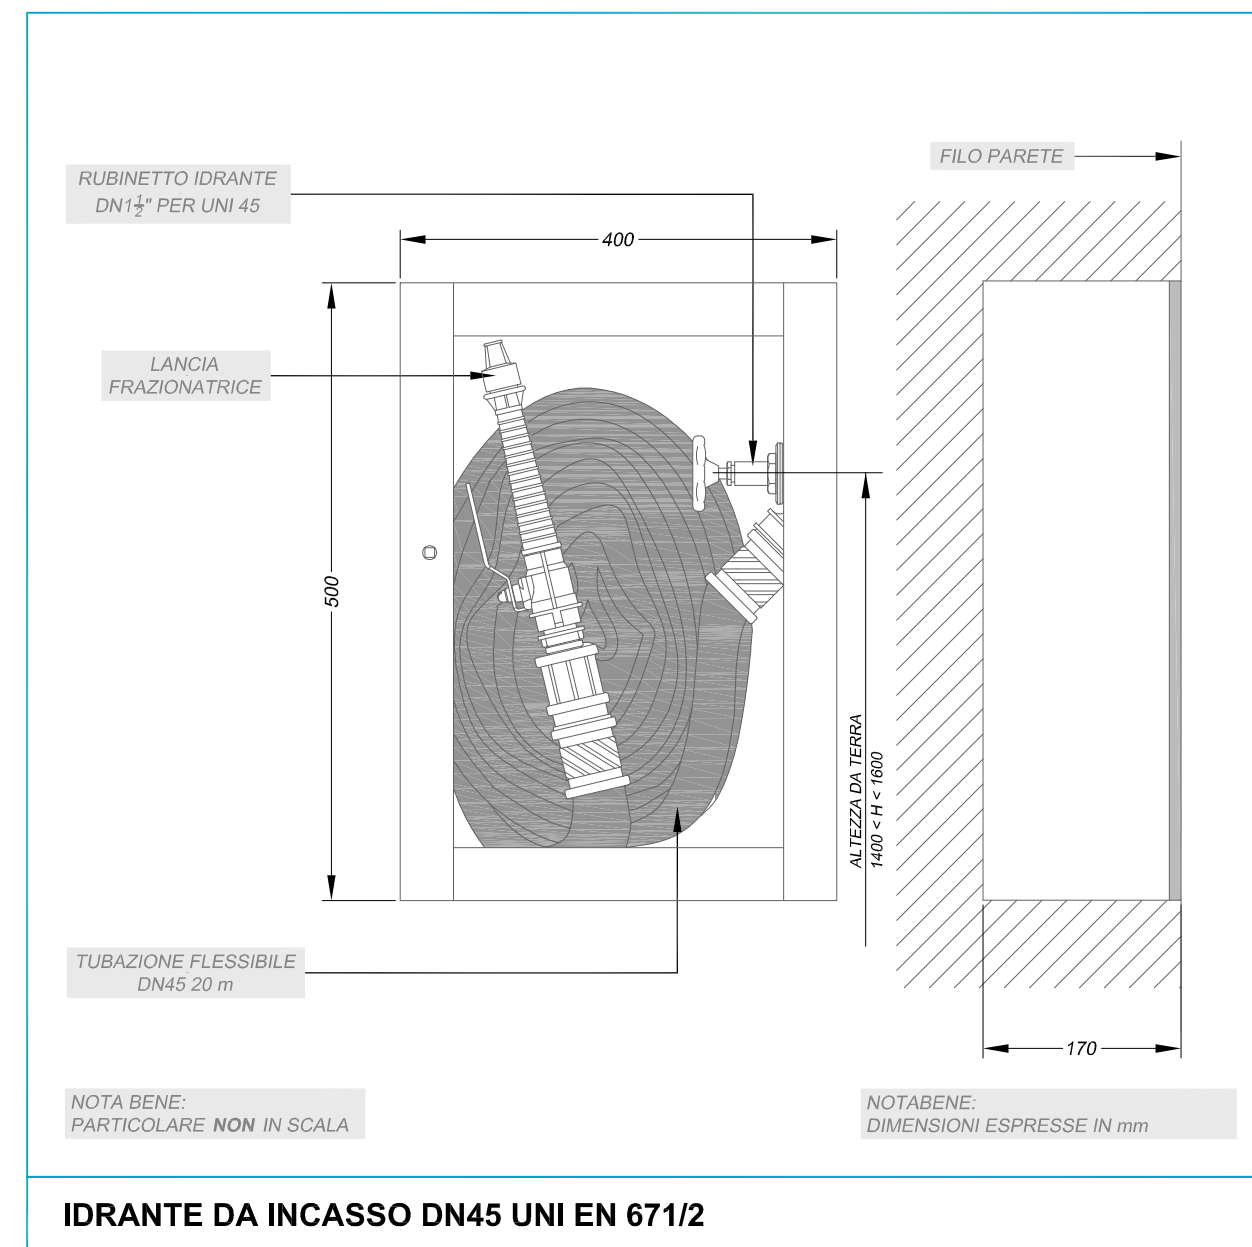 FILO PARETE
RUBINETTO IDRANTE
DN1½" PER UNI 45
400
LANCIA
FRAZIONATRICE
500
ALTEZZA DA TERRA
1400 < H < 1600
TUBAZIONE FLESSIBILE
DN45 20 m
170
NOTA BENE:
PARTICOLARE NON IN SCALA
NOTABENE:
DIMENSIONI ESPRESSE IN mm
IDRANTE DA INCASSO DN45 UNI EN 671/2